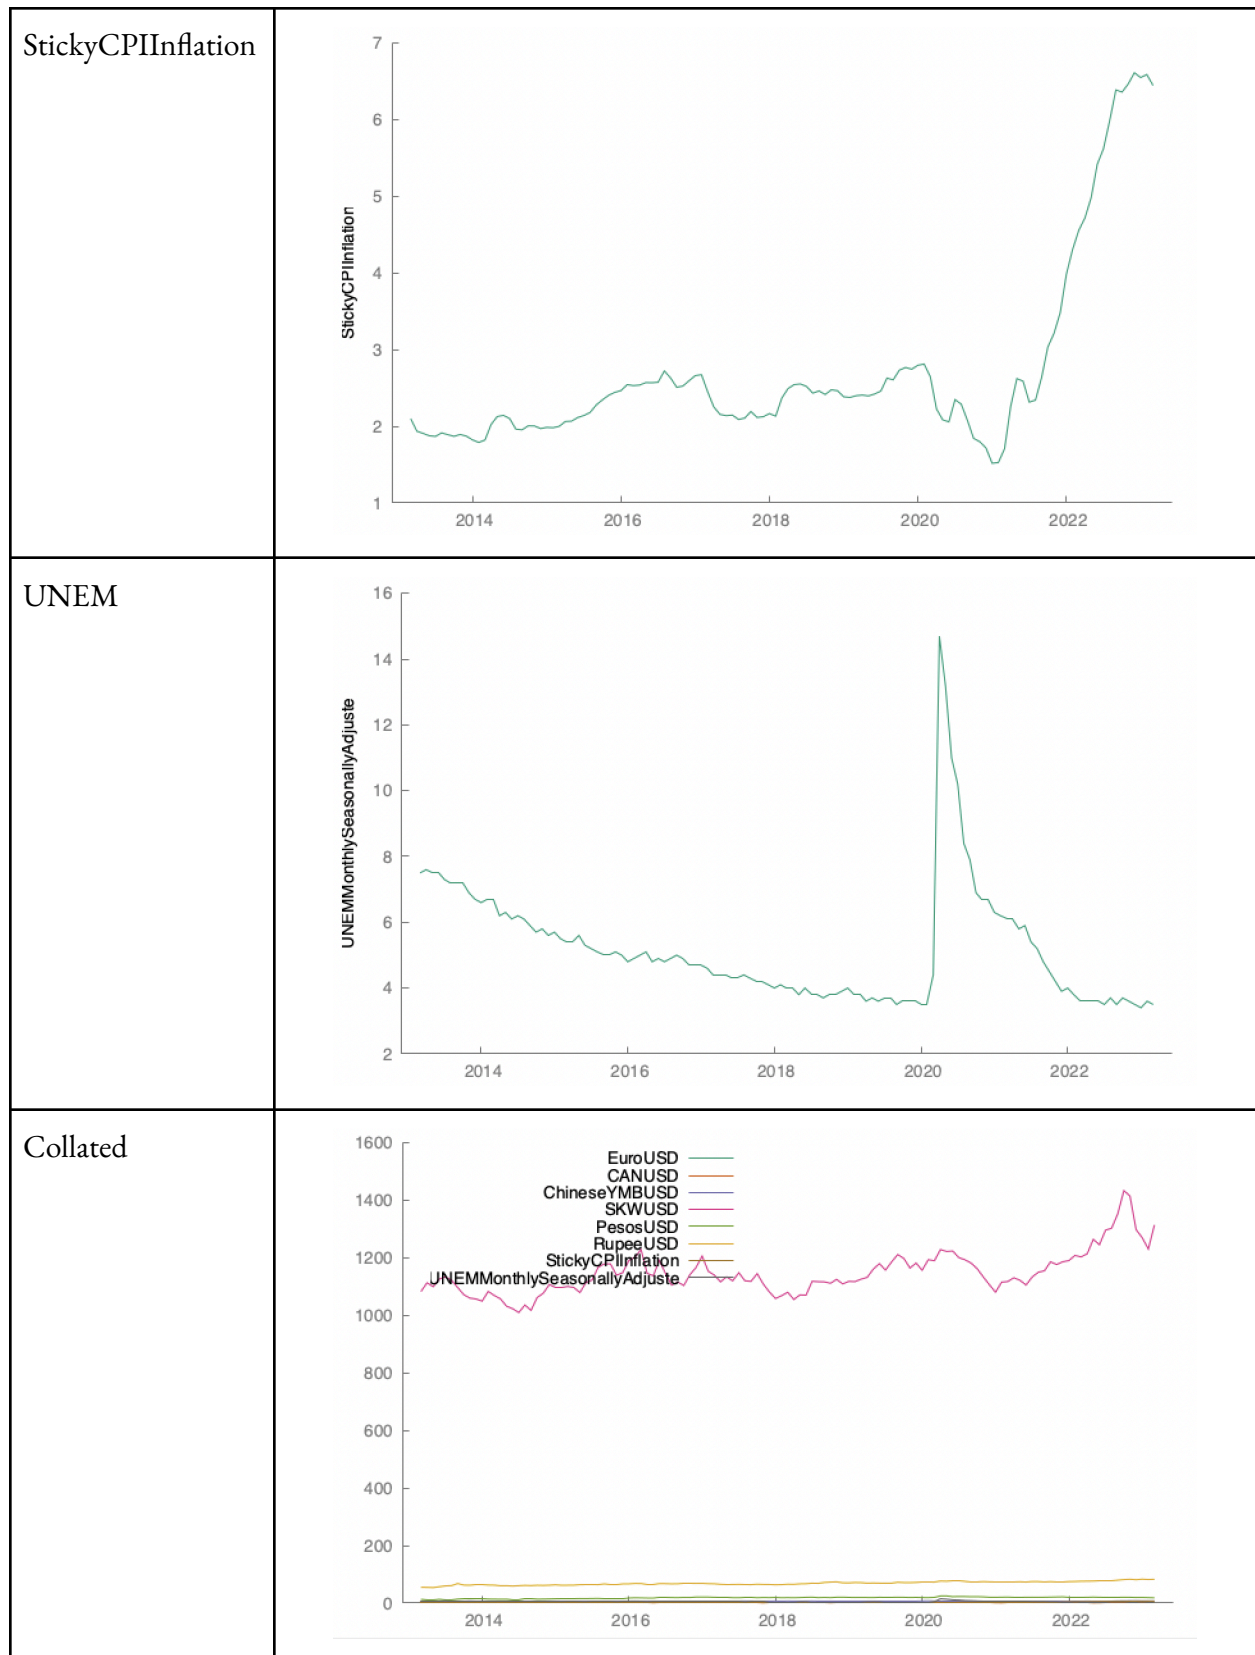 StickyCPIInflation
7
6
5
4
3
2
1
StickyCPIInflation
2014 2016 2018 2020 2022
UNEM
16
14
12
10
8
6
4
2
UNEMMonthlySeasonallyAdjuste
2014 2016 2018 2020 2022
Collated
1600
1400
1200
1000
800
600
400
200
0
EuroUSD
CANUSD
ChineseYMBUSD
SKWUSD
PesosUSD
RupeeUSD
StickyCPIInflation
UNEMMonthlySeasonallyAdjuste
2014 2016 2018 2020 2022